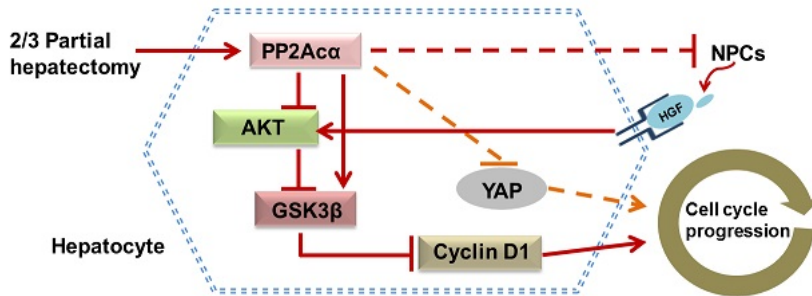 2/3 Partial
hepatectomy
PP2Acα
NPCs
HGF
AKT
YAP
GSK3β
Cell cycle
progression
Hepatocyte
Cyclin D1